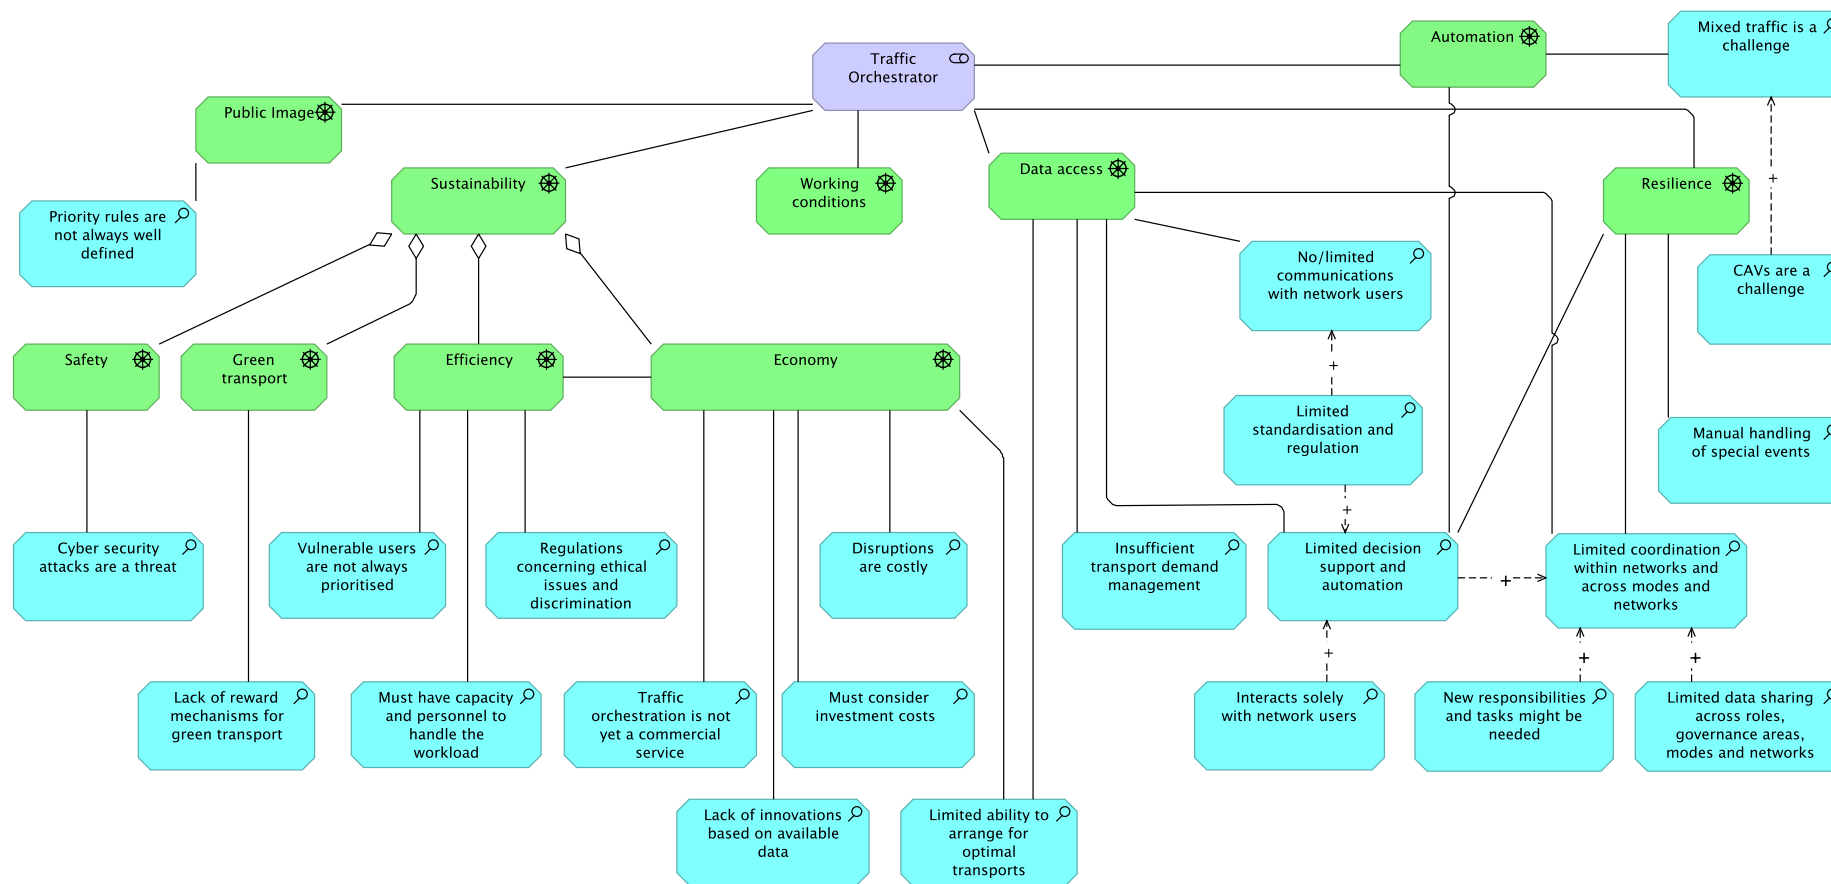 Traffic
Orchestrator
Automation
Mixed traffic is a
challenge
Public Image
Sustainability
Working
conditions
Data access
Resilience
Priority rules are
not always well
defined
No/limited
communications
with network users
+
CAVs are a
challenge
Safety
Green
transport
Efficiency
Economy
+
Limited
standardisation and
regulation
Manual handling
of special events
+
Cyber security
attacks are a threat
Vulnerable users
are not always
prioritised
Regulations
concerning ethical
issues and
discrimination
Disruptions
are costly
Insufficient
transport demand
management
Limited decision
support and
automation
+
Limited coordination
within networks and
across modes and
networks
+
+
+
Lack of reward
mechanisms for
green transport
Must have capacity
and personnel to
handle the
workload
Traffic
orchestration is not
yet a commercial
service
Must consider
investment costs
Interacts solely
with network users
New responsibilities
and tasks might be
needed
Limited data sharing
across roles,
governance areas,
modes and networks
Lack of innovations
based on available
data
Limited ability to
arrange for
optimal
transports